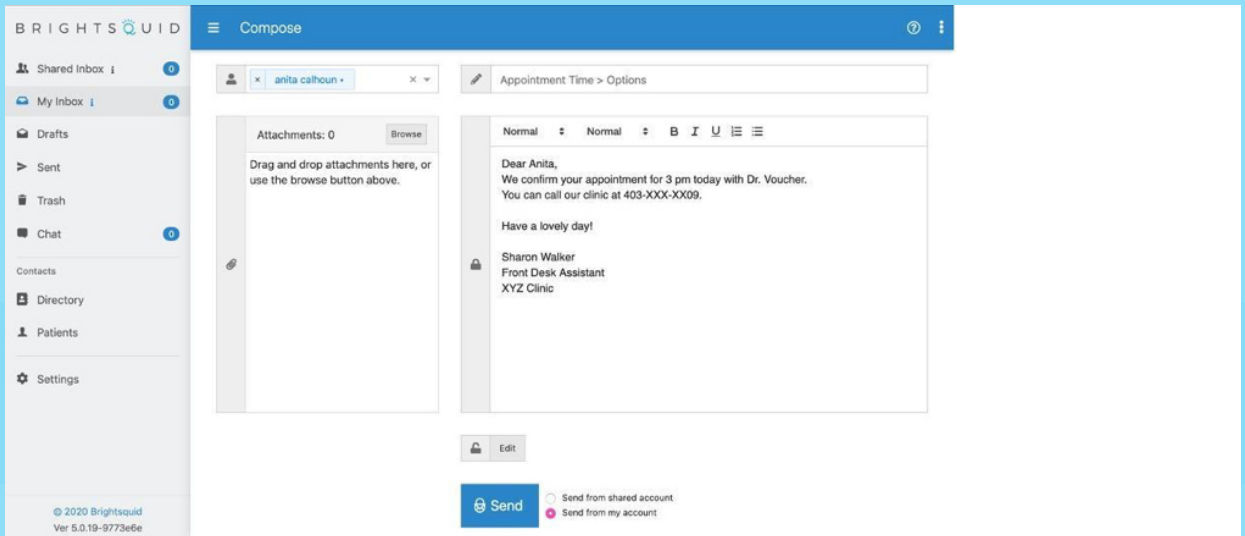 BRIGHTSQUID
Shared Inbox i 0
My Inbox i 0
Drafts
Sent
Trash
Chat 0
Contacts
Directory
Patients
Settings
© 2020 Brightsquid
Ver 5.0.19-9773e6e
Compose
× anita calhoun •
Appointment Time > Options
Attachments: 0 Browse
Drag and drop attachments here, or
use the browse button above.
Normal Normal B I U
Dear Anita,
We confirm your appointment for 3 pm today with Dr. Voucher.
You can call our clinic at 403-XXX-XX09.
Have a lovely day!
Sharon Walker
Front Desk Assistant
XYZ Clinic
Edit
Send
Send from shared account
Send from my account